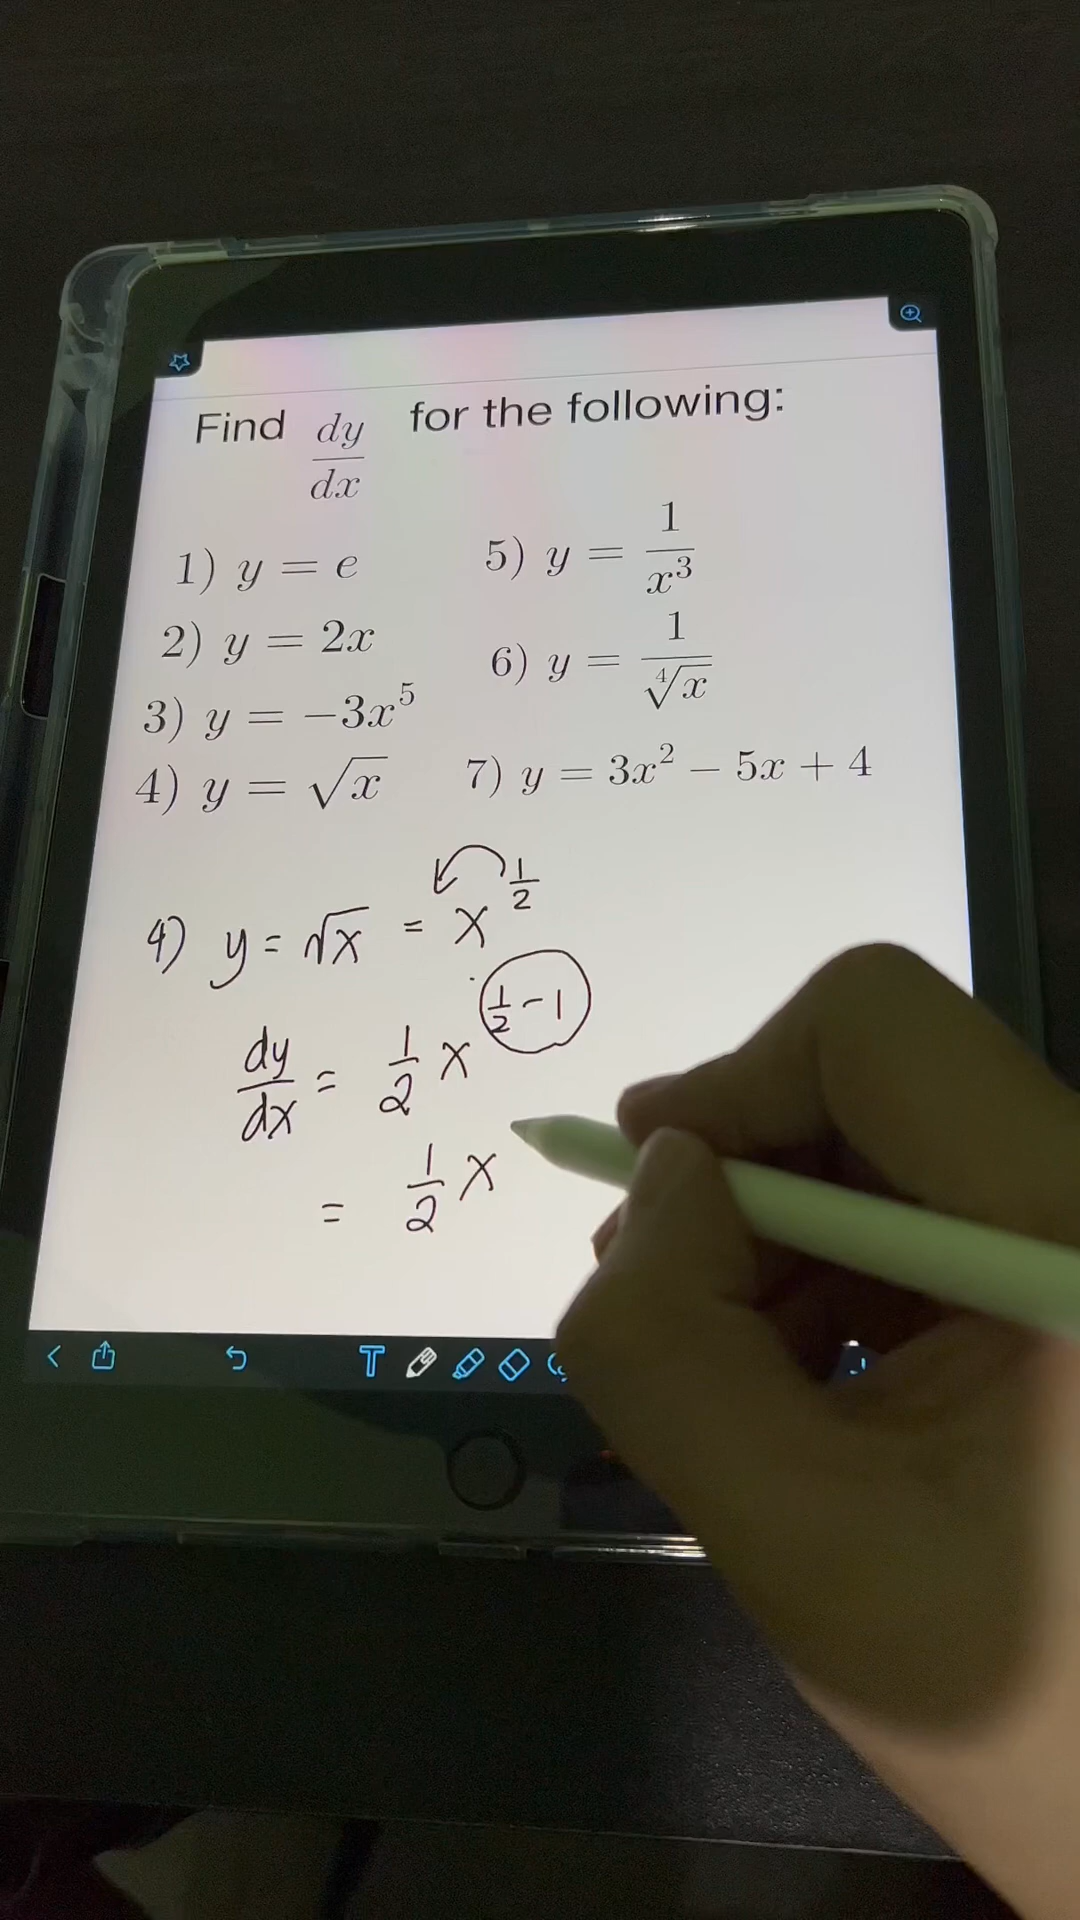 Find dy/dx for the following:
1) y = e
2) y = 2x
3) y = −3x⁵
4) y = √x
5) y = 1/x³
6) y = 1/∜x
7) y = 3x² − 5x + 4
4) y = √x = x^(1/2)
dy/dx = 1/2 x^(1/2 − 1)
= 1/2 x
T